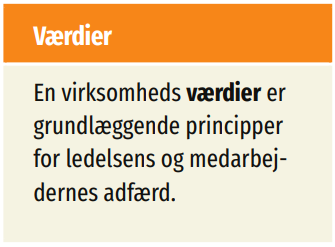 Værdier
En virksomheds værdier er
grundlæggende principper
for ledelsens og medarbej-
dernes adfærd.